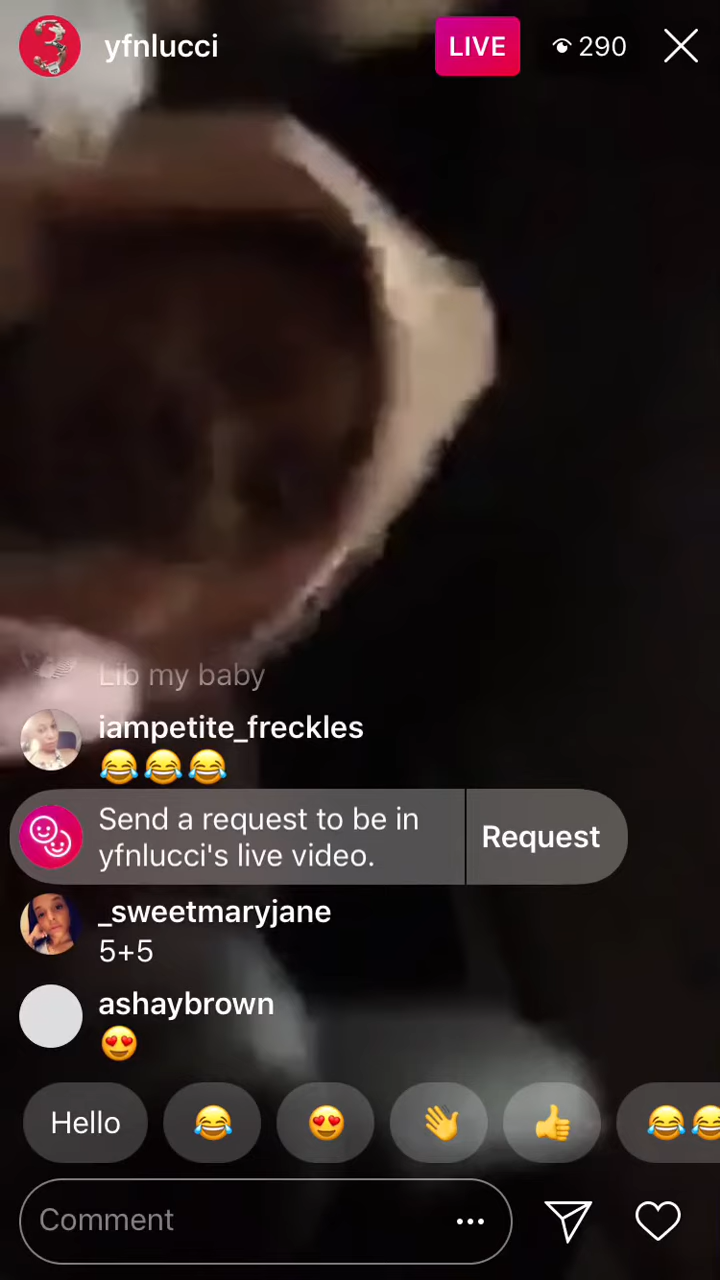 yfnlucci
LIVE
290
Lib my baby
iampetite_freckles
😂😂😂
Send a request to be in
yfnlucci's live video.
Request
_sweetmaryjane
5+5
ashaybrown
😍
Hello
Comment